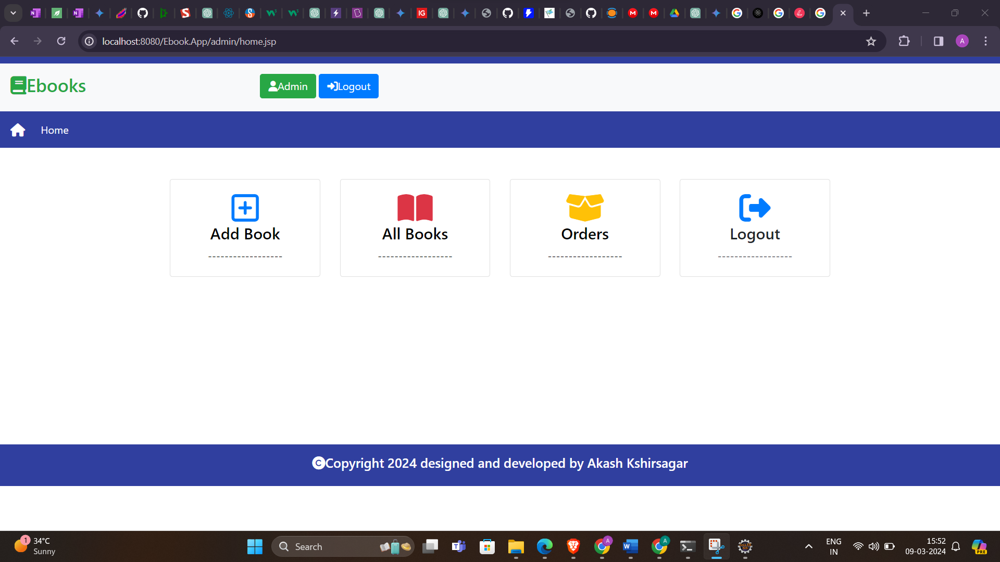 localhost:8080/Ebook.App/admin/home.jsp
Ebooks
Admin
Logout
Home
Add Book
------------------
All Books
------------------
Orders
------------------
Logout
------------------
Copyright 2024 designed and developed by Akash Kshirsagar
1
34°C
Sunny
Search
ENG
IN
15:52
09-03-2024